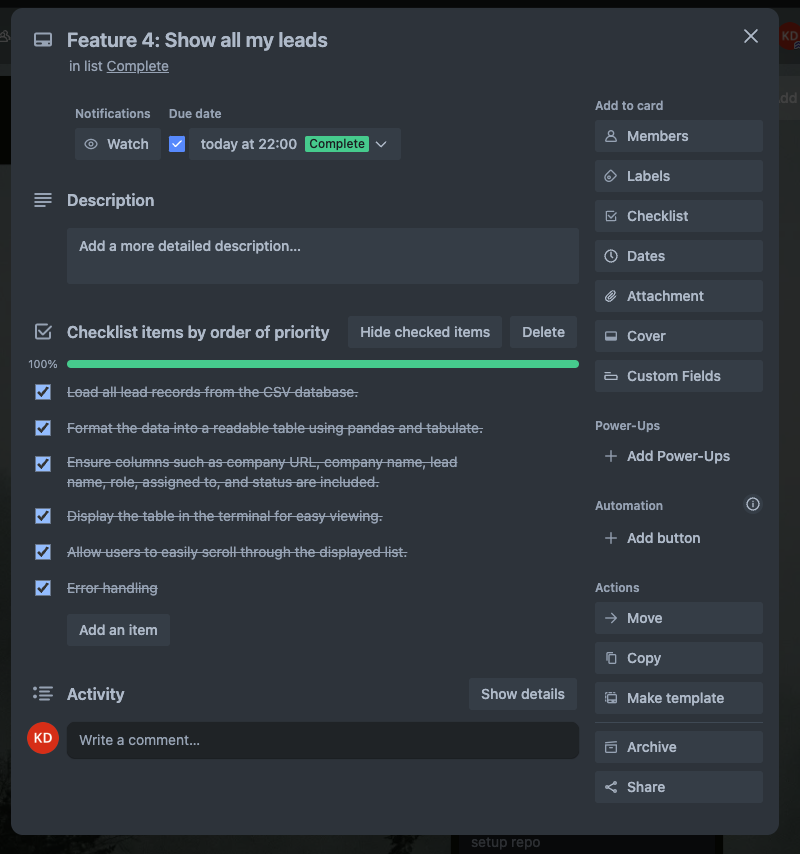 Feature 4: Show all my leads
in list Complete
Notifications
Due date
Watch
today at 22:00 Complete
Description
Add a more detailed description...
Checklist items by order of priority
Hide checked items
Delete
100%
Load all lead records from the CSV database.
Format the data into a readable table using pandas and tabulate.
Ensure columns such as company URL, company name, lead
name, role, assigned to, and status are included.
Display the table in the terminal for easy viewing.
Allow users to easily scroll through the displayed list.
Error handling
Add an item
Activity
Show details
KD
Write a comment…
Add to card
Members
Labels
Checklist
Dates
Attachment
Cover
Custom Fields
Power-Ups
Add Power-Ups
Automation
Add button
Actions
Move
Copy
Make template
Archive
Share
KD
setup repo